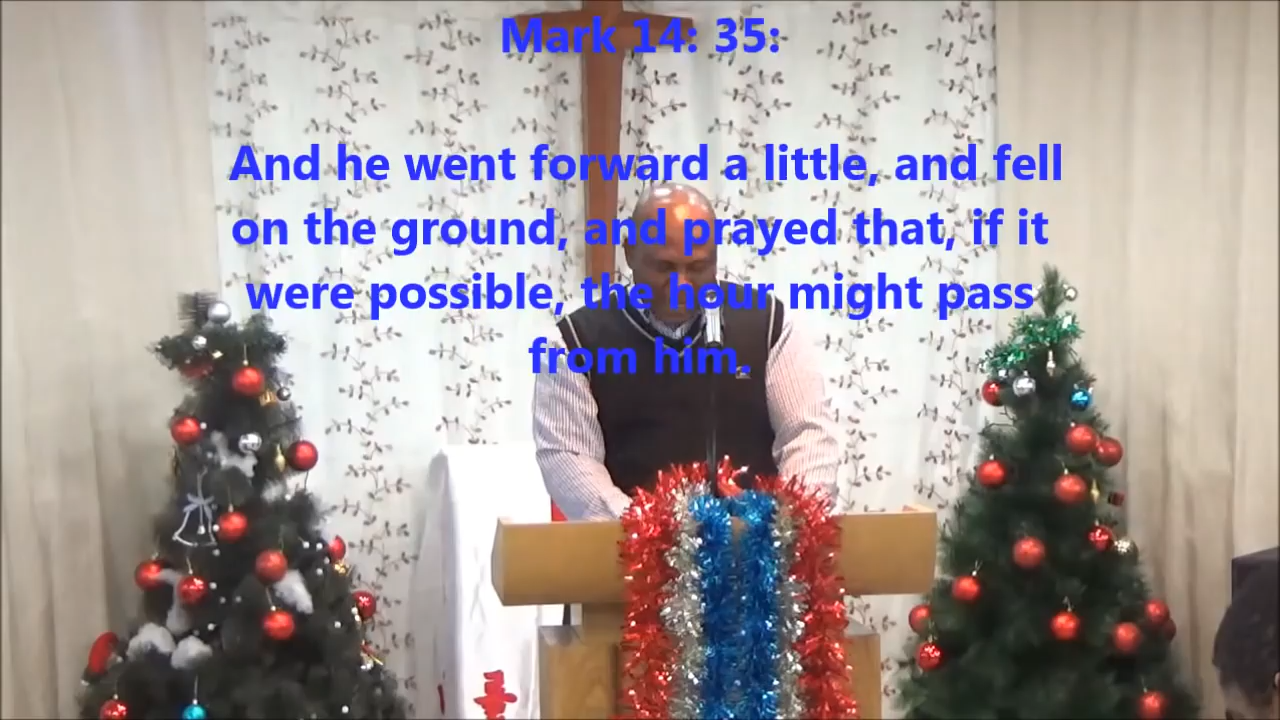 Mark 14: 35:
And he went forward a little, and fell
on the ground, and prayed that, if it
were possible, the hour might pass
from him.